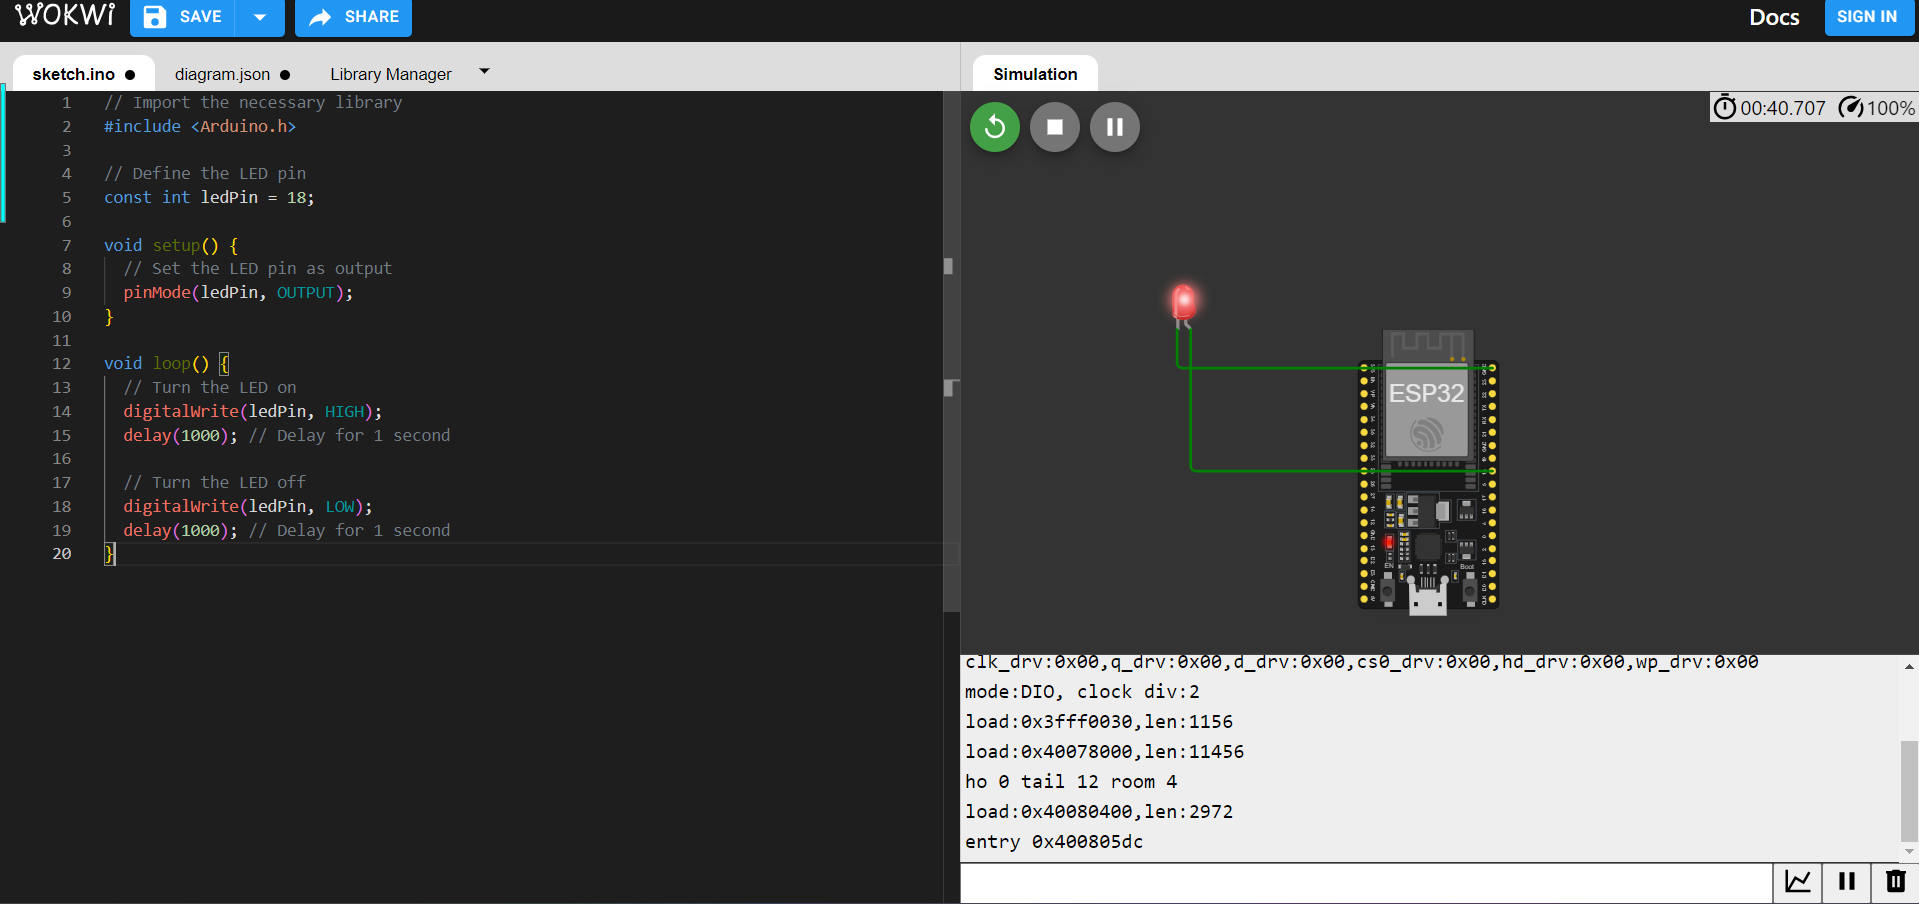 WOKWi
SAVE
SHARE
Docs
SIGN IN
sketch.ino ●
diagram.json ●
Library Manager
Simulation
1 // Import the necessary library
2 #include <Arduino.h>
3
4 // Define the LED pin
5 const int ledPin = 18;
6
7 void setup() {
8 // Set the LED pin as output
9 pinMode(ledPin, OUTPUT);
10 }
11
12 void loop() {
13 // Turn the LED on
14 digitalWrite(ledPin, HIGH);
15 delay(1000); // Delay for 1 second
16
17 // Turn the LED off
18 digitalWrite(ledPin, LOW);
19 delay(1000); // Delay for 1 second
20 }
00:40.707
100%
ESP32
EN
Boot
clk_drv:0x00,q_drv:0x00,d_drv:0x00,cs0_drv:0x00,hd_drv:0x00,wp_drv:0x00
mode:DIO, clock div:2
load:0x3fff0030,len:1156
load:0x40078000,len:11456
ho 0 tail 12 room 4
load:0x40080400,len:2972
entry 0x400805dc